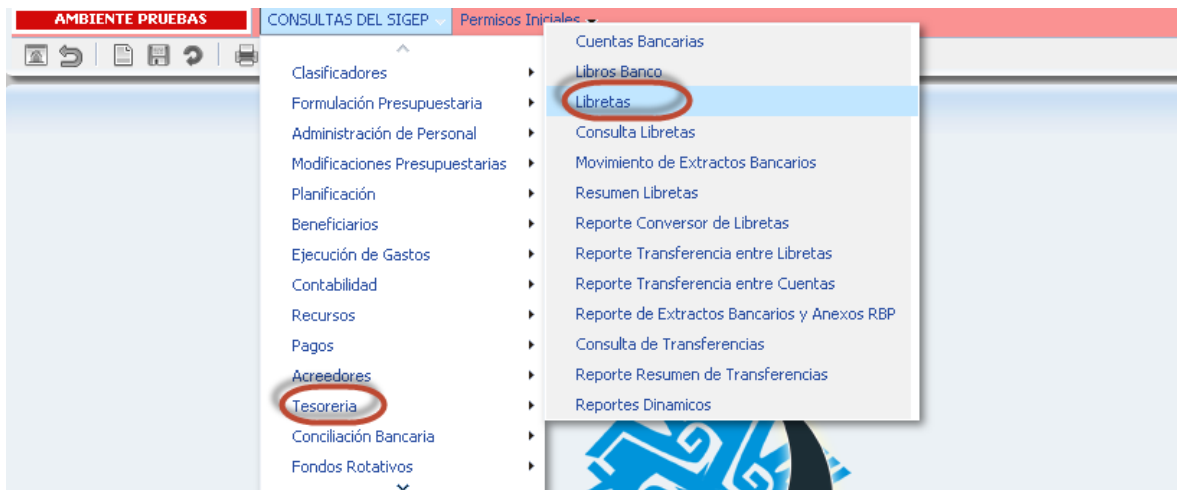 AMBIENTE PRUEBAS
CONSULTAS DEL SIGEP
Permisos Iniciales
Clasificadores
Formulación Presupuestaria
Administración de Personal
Modificaciones Presupuestarias
Planificación
Beneficiarios
Ejecución de Gastos
Contabilidad
Recursos
Pagos
Acreedores
Tesoreria
Conciliación Bancaria
Fondos Rotativos
Cuentas Bancarias
Libros Banco
Libretas
Consulta Libretas
Movimiento de Extractos Bancarios
Resumen Libretas
Reporte Conversor de Libretas
Reporte Transferencia entre Libretas
Reporte Transferencia entre Cuentas
Reporte de Extractos Bancarios y Anexos RBP
Consulta de Transferencias
Reporte Resumen de Transferencias
Reportes Dinamicos